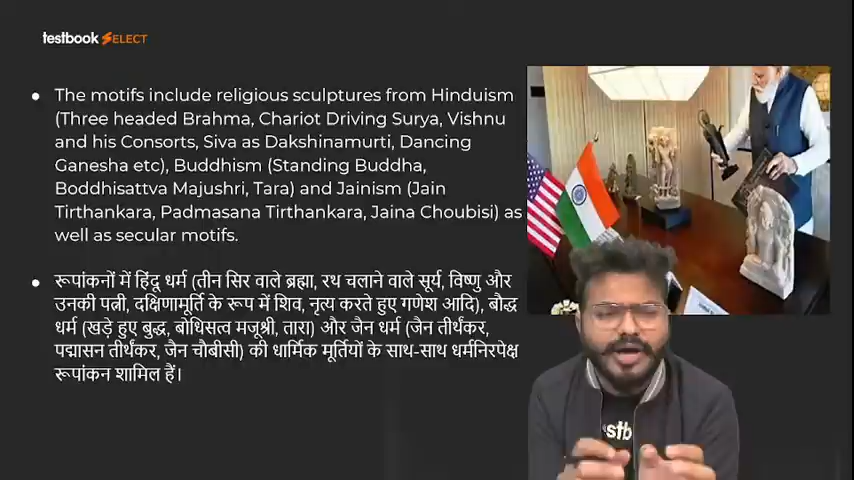 testbook SELECT
The motifs include religious sculptures from Hinduism
(Three headed Brahma, Chariot Driving Surya, Vishnu
and his Consorts, Siva as Dakshinamurti, Dancing
Ganesha etc), Buddhism (Standing Buddha,
Boddhisattva Majushri, Tara) and Jainism (Jain
Tirthankara, Padmasana Tirthankara, Jaina Choubisi) as
well as secular motifs.
रूपांकनों में हिंदू धर्म (तीन सिर वाले ब्रह्मा, रथ चलाने वाले सूर्य, विष्णु और
उनकी पत्नी, दक्षिणामूर्ति के रूप में शिव, नृत्य करते हुए गणेश आदि), बौद्ध
धर्म (खड़े हुए बुद्ध, बोधिसत्व मजूश्री, तारा) और जैन धर्म (जैन तीर्थंकर,
पद्मासन तीर्थंकर, जैन चौबीसी) की धार्मिक मूर्तियों के साथ-साथ धर्मनिरपेक्ष
रूपांकन शामिल हैं।
stb